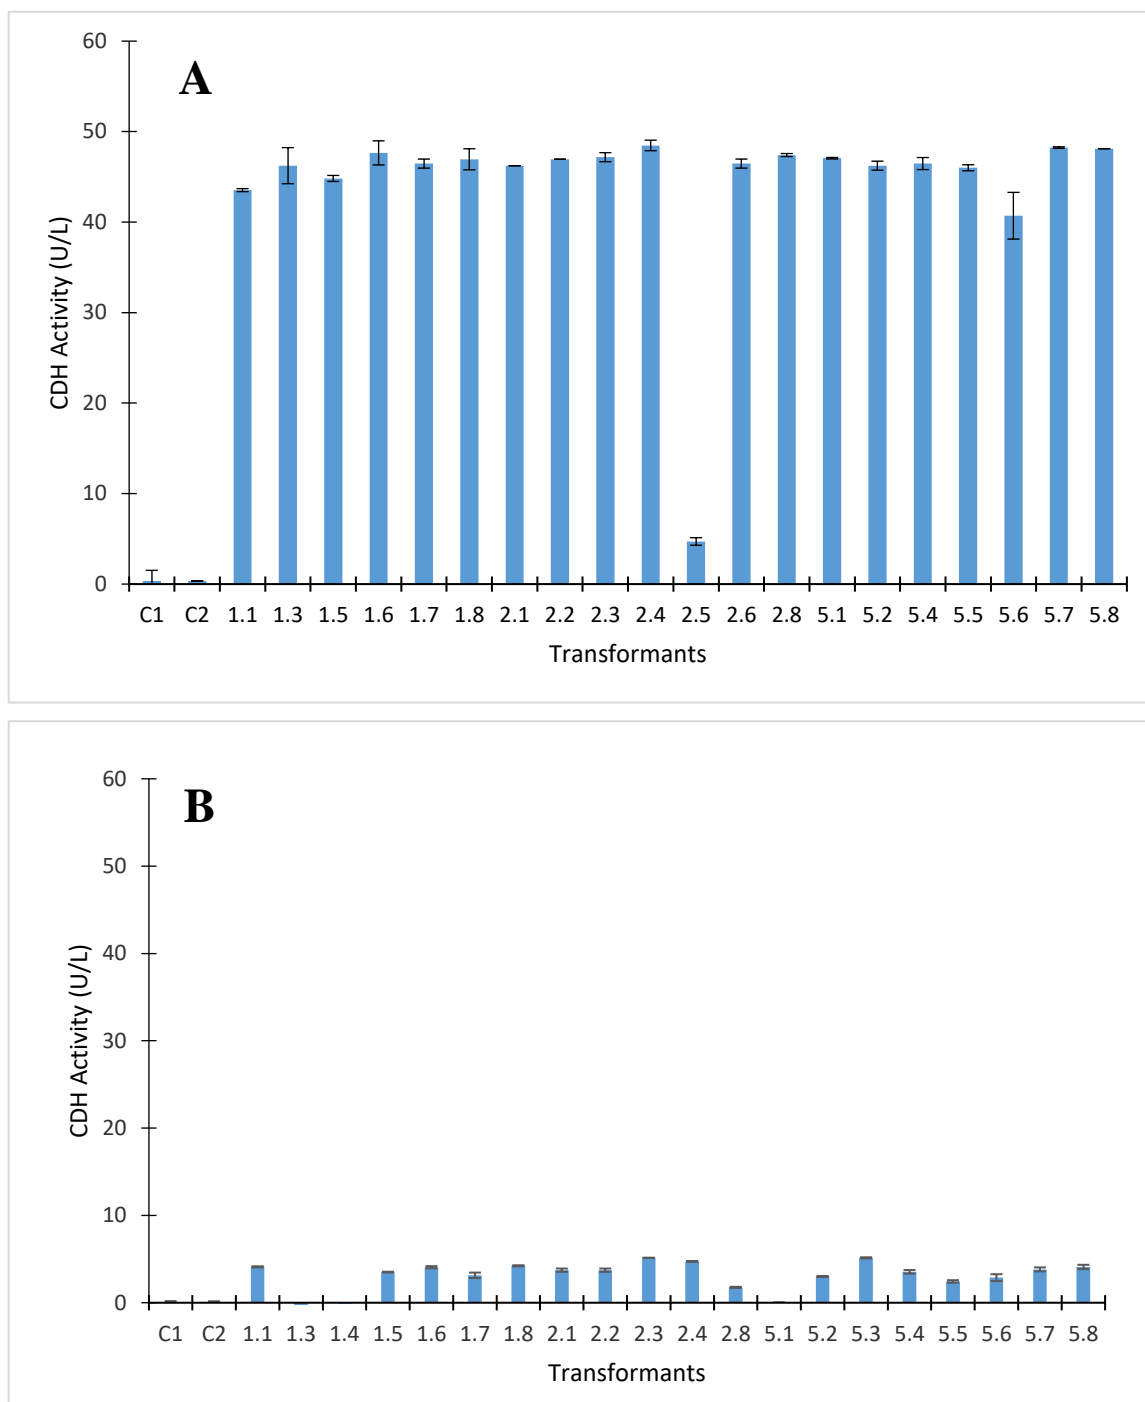 A
60
50
40
30
20
10
0
CDH Activity (U/L)
C1 C2 1.1 1.3 1.5 1.6 1.7 1.8 2.1 2.2 2.3 2.4 2.5 2.6 2.8 5.1 5.2 5.4 5.5 5.6 5.7 5.8
Transformants
B
60
50
40
30
20
10
0
CDH Activity (U/L)
C1 C2 1.1 1.3 1.4 1.5 1.6 1.7 1.8 2.1 2.2 2.3 2.4 2.8 5.1 5.2 5.3 5.4 5.5 5.6 5.7 5.8
Transformants